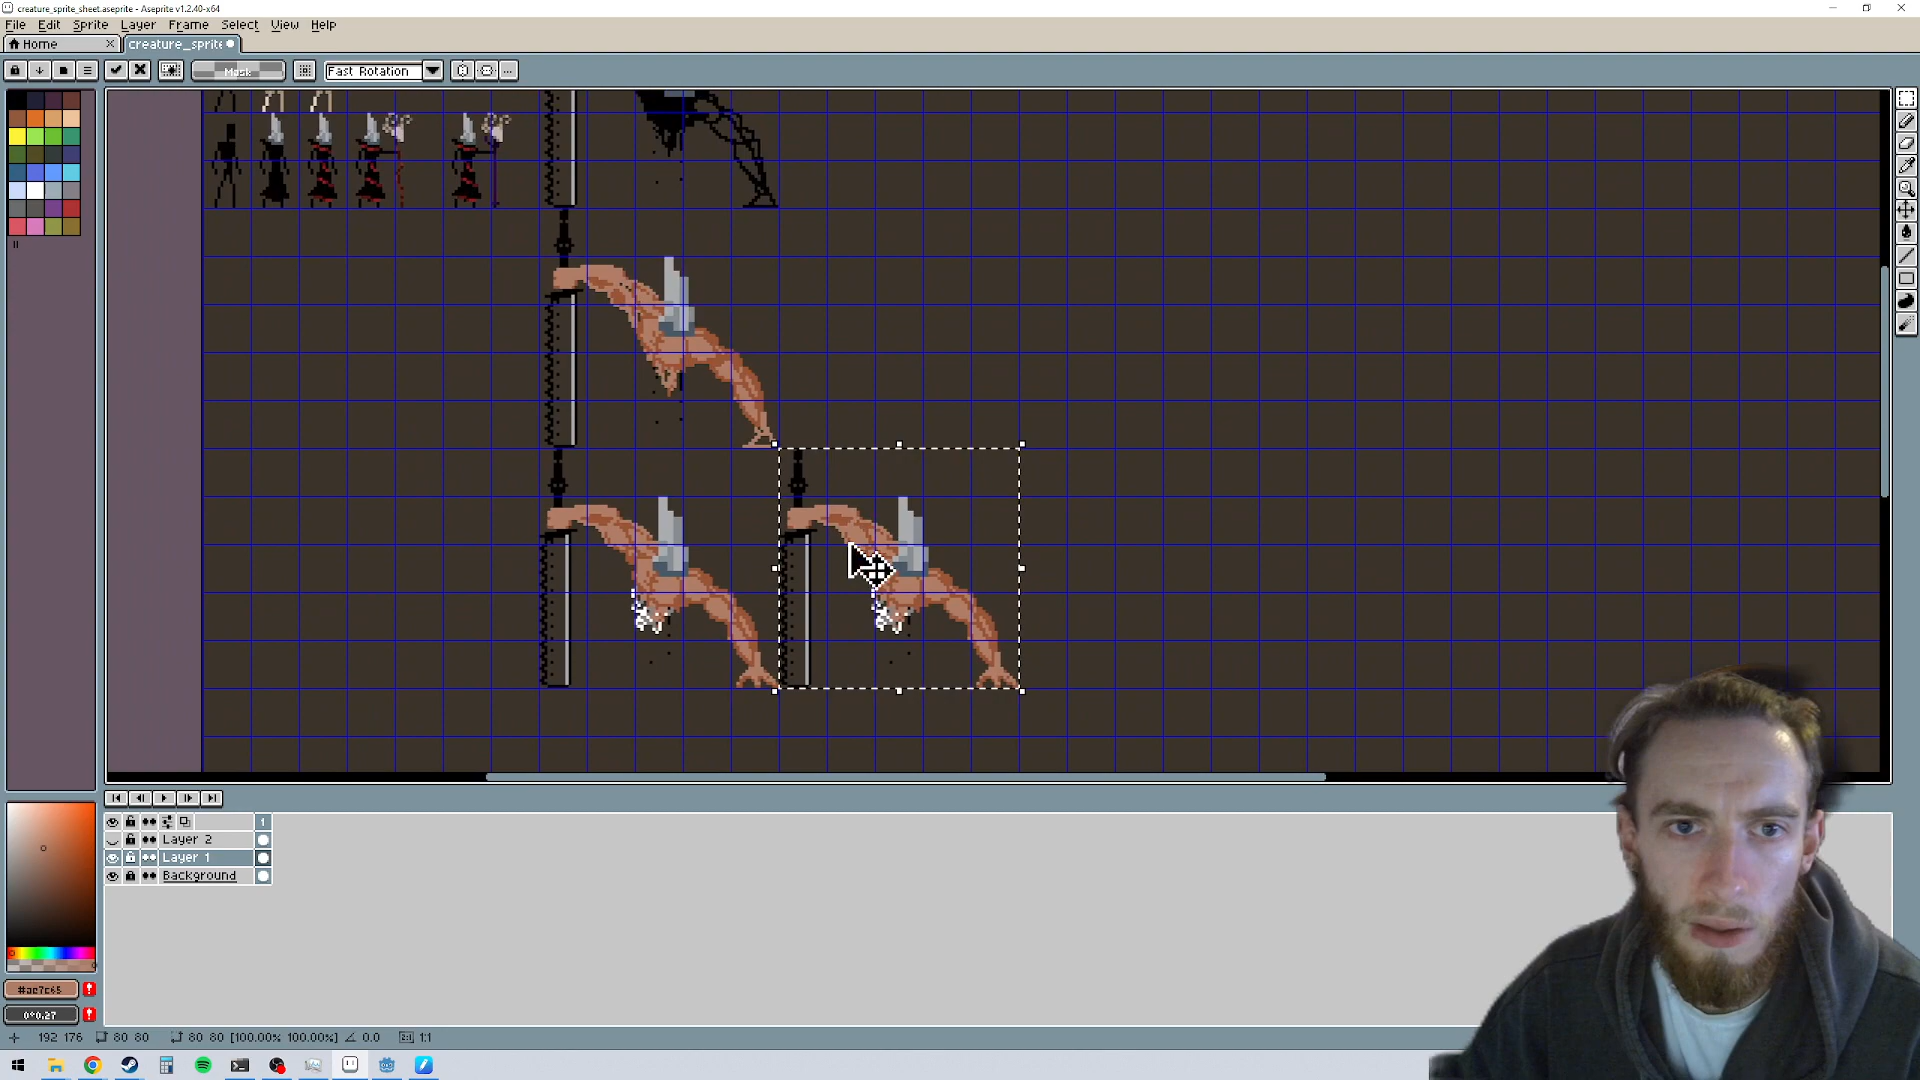 creature_sprite_sheet.aseprite - Aseprite v1.2.40-x64
File Edit Sprite Layer Frame Select View Help
Home
creature_sprite
Mask
Fast Rotation
...
1
Layer 2
Layer 1
Background
#ae7c65
192 176
80 80
80 80 [100.00% 100.00%]
0.0
1:1